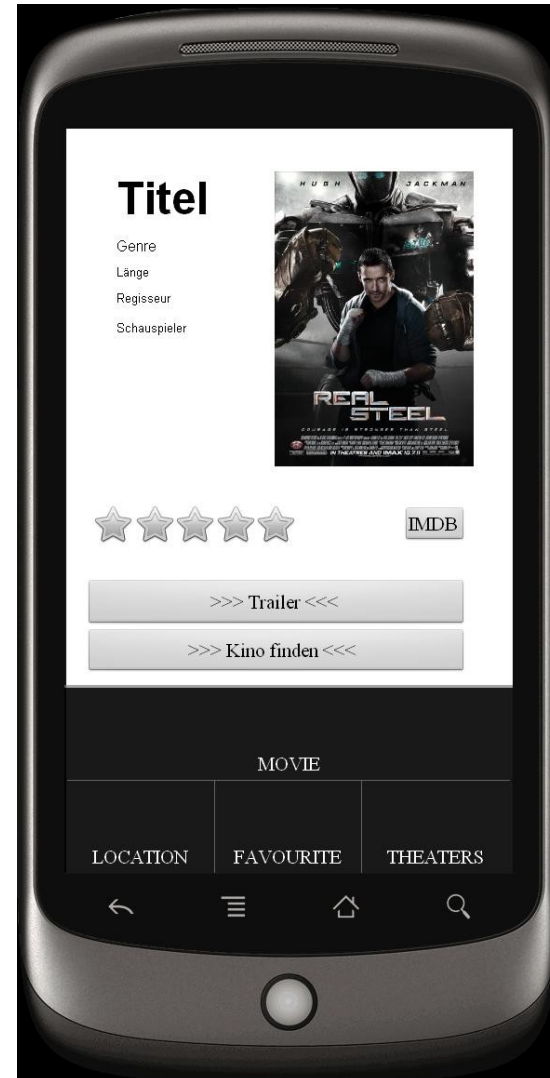 Titel
Genre
Länge
Regisseur
Schauspieler
HUGH JACKMAN
REAL
STEEL
COURAGE IS STRONGER THAN STEEL
IN THEATRES AND IMAX 10.7.11
IMDB
>>> Trailer <<<
>>> Kino finden <<<
MOVIE
LOCATION FAVOURITE THEATERS